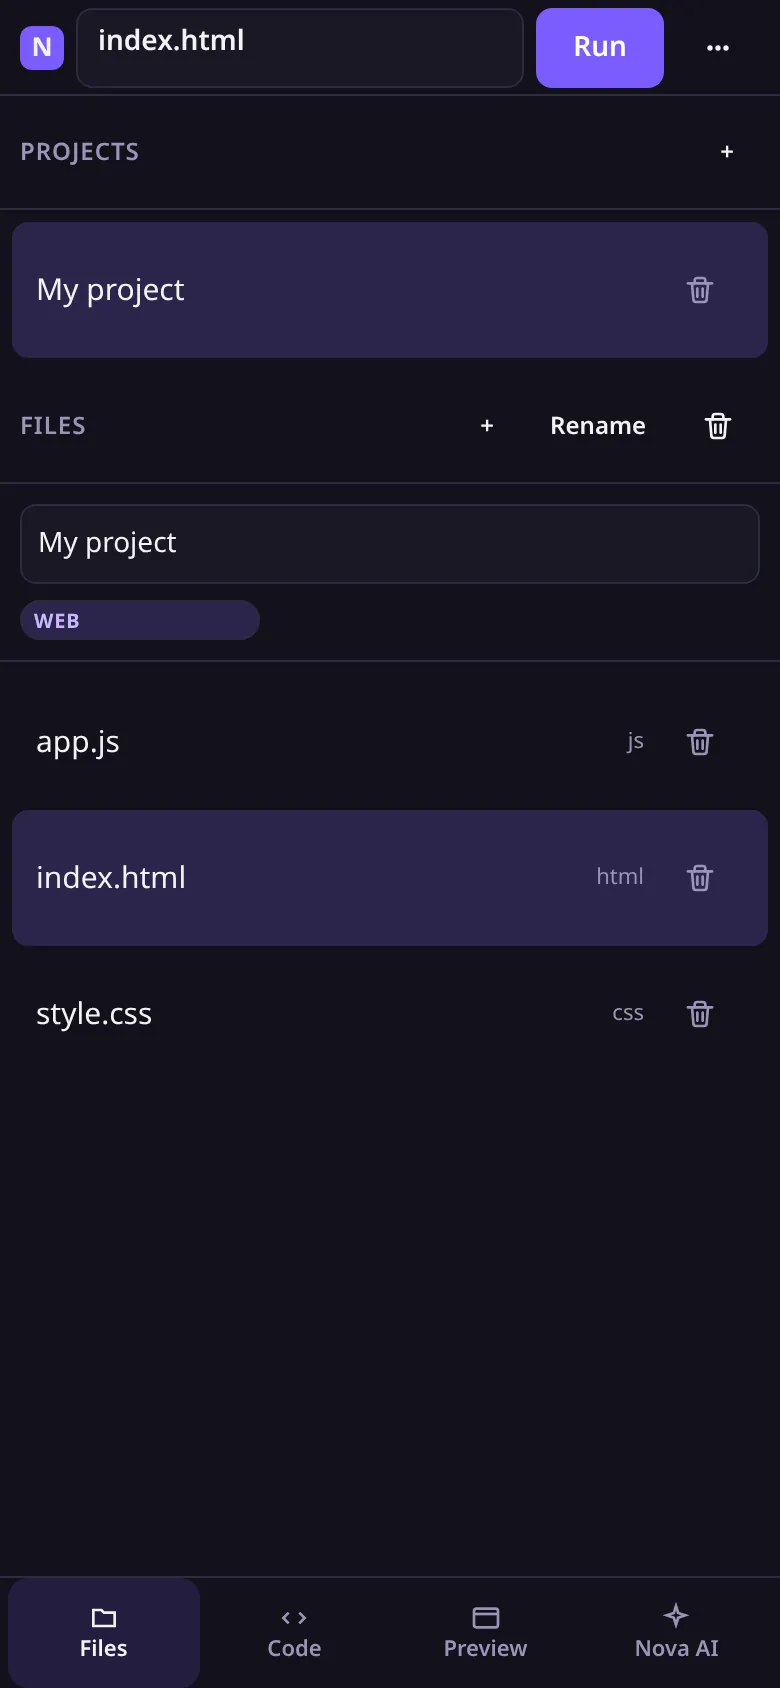 N index.html Run ...
PROJECTS +
My project
FILES + Rename
My project
WEB
app.js js
index.html html
style.css css
Files Code Preview Nova AI